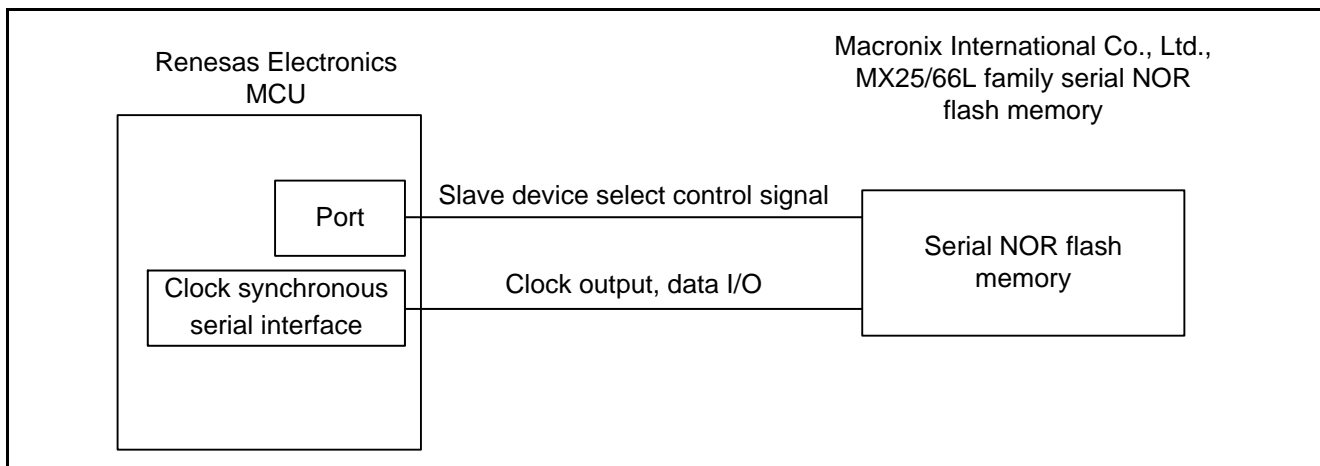 Renesas Electronics
MCU
Macronix International Co., Ltd.,
MX25/66L family serial NOR
flash memory
Port
Slave device select control signal
Clock synchronous
serial interface
Clock output, data I/O
Serial NOR flash
memory